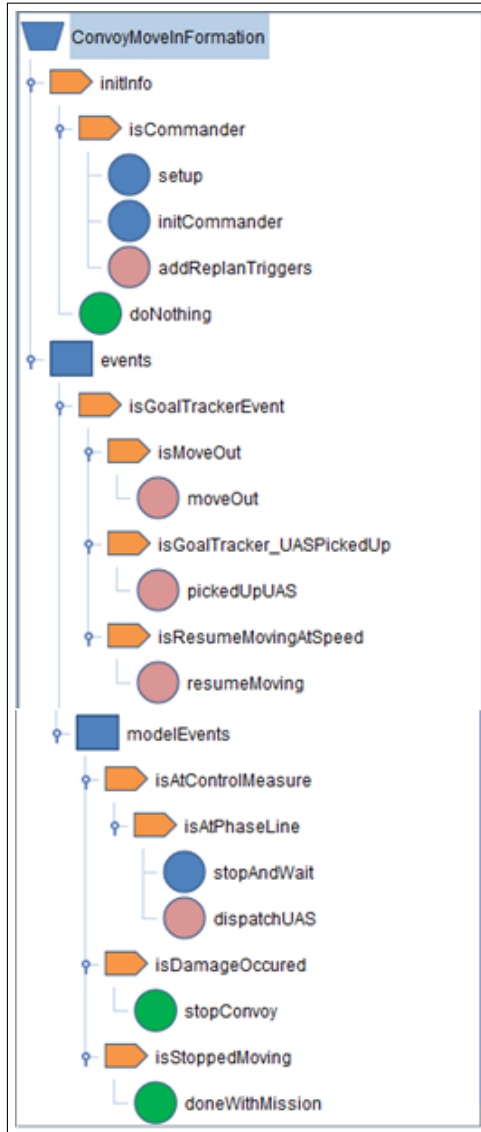 ConvoyMoveInFormation
initInfo
isCommander
setup
initCommander
addReplanTriggers
doNothing
events
isGoalTrackerEvent
isMoveOut
moveOut
isGoalTracker_UASPickedUp
pickedUpUAS
isResumeMovingAtSpeed
resumeMoving
modelEvents
isAtControlMeasure
isAtPhaseLine
stopAndWait
dispatchUAS
isDamageOccured
stopConvoy
isStoppedMoving
doneWithMission